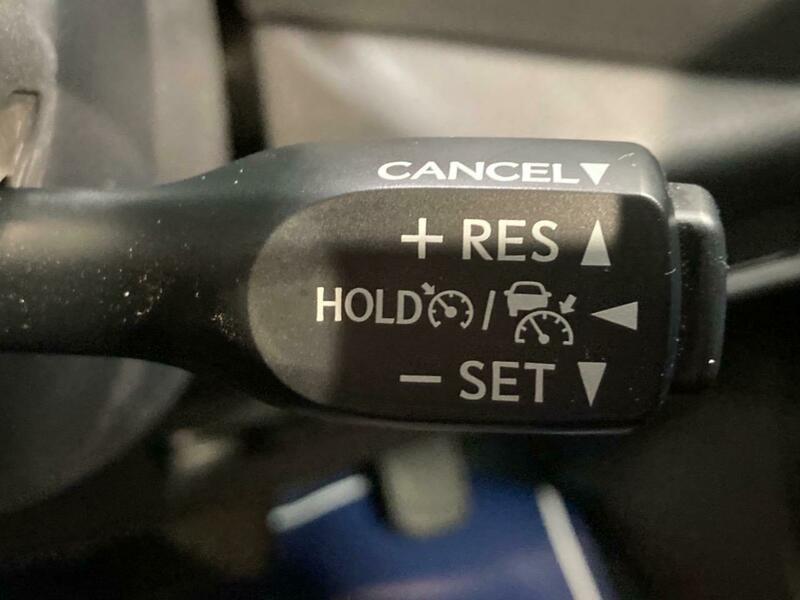 CANCEL▼
+ RES ▲
HOLD / ◀
− SET ▼